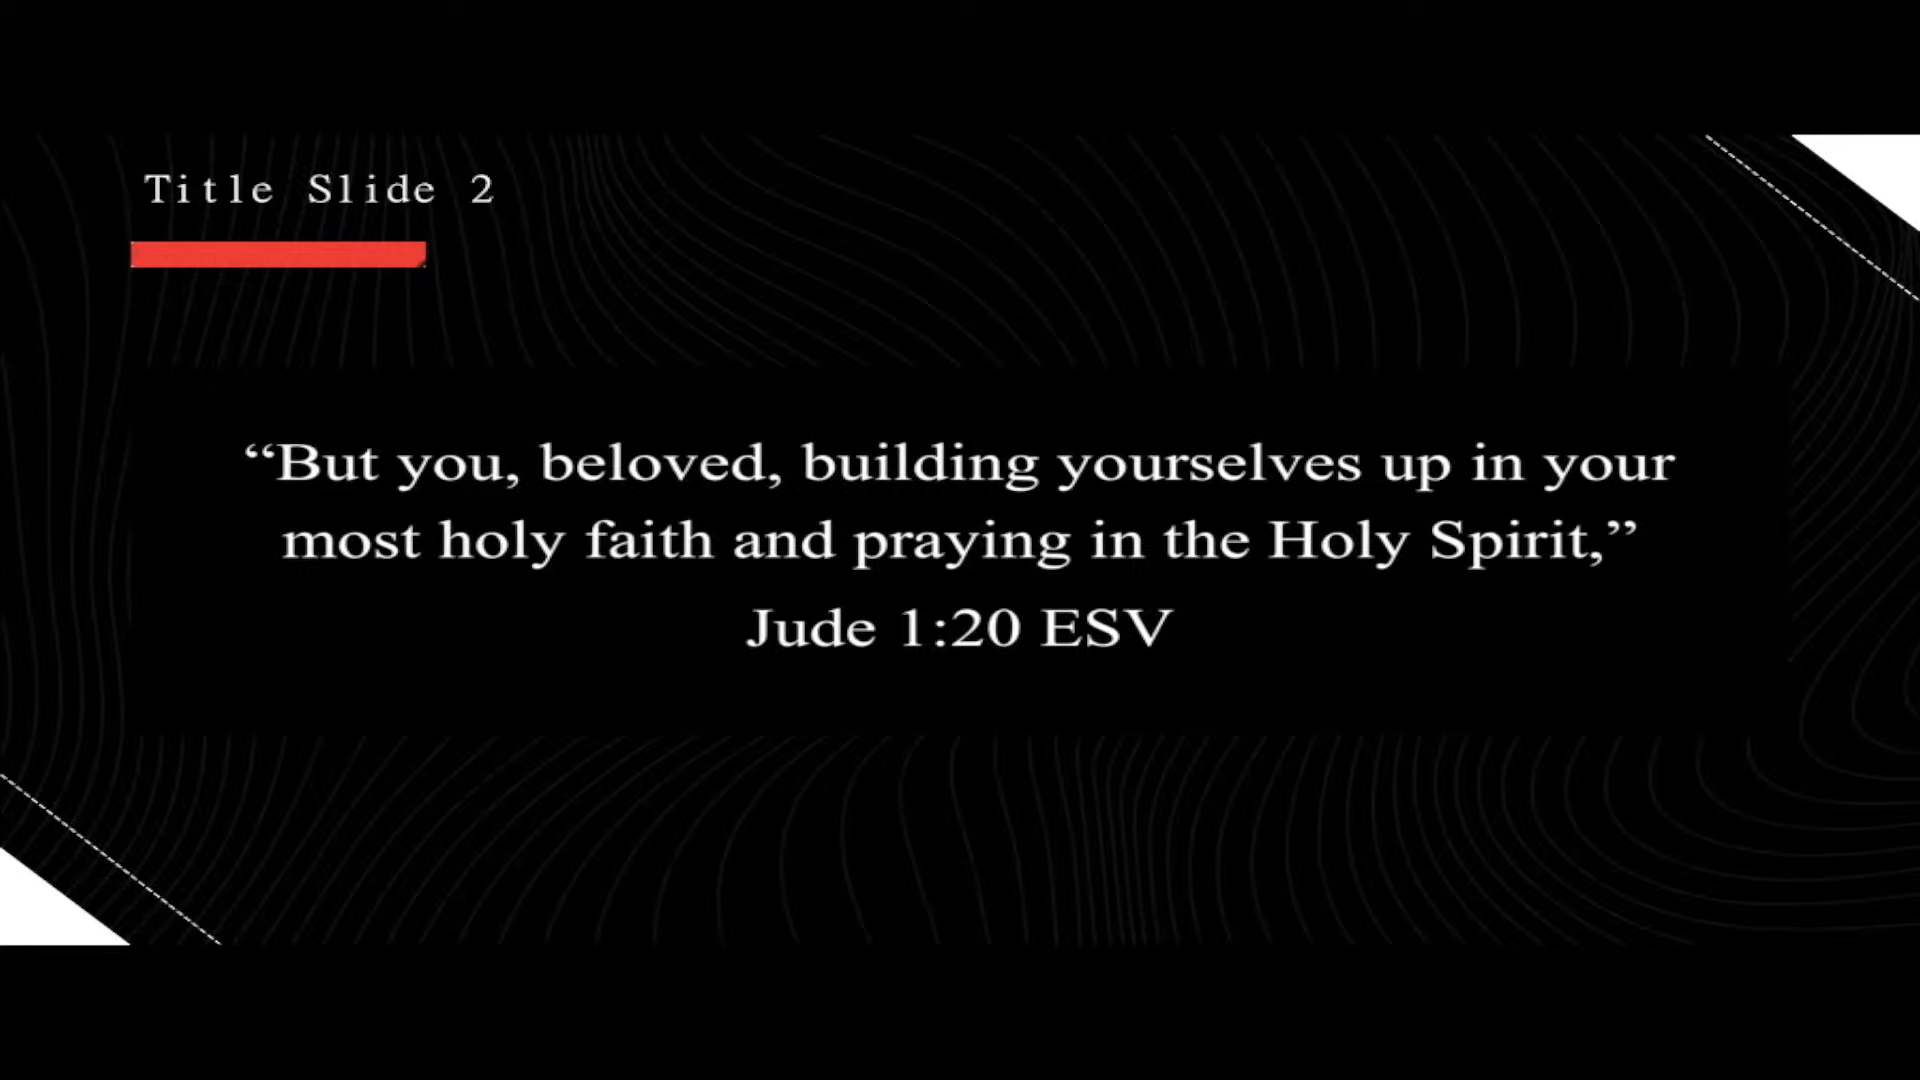 Title Slide 2
“But you, beloved, building yourselves up in your
most holy faith and praying in the Holy Spirit,”
Jude 1:20 ESV